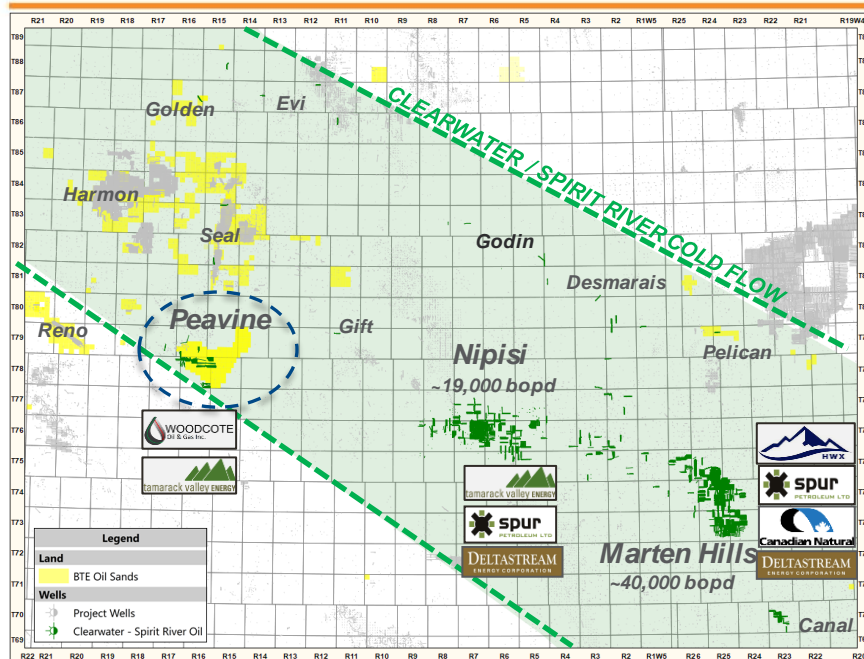 R21 R20 R19 R18 R17 R16 R15 R14 R13 R12 R11 R10 R9 R8 R7 R6 R5 R4 R3 R2 R1W5 R25 R24 R23 R22 R21 R19W4
T89
T88
T87
T86
T85
T84
T83
T82
T81
T80
T79
T78
T77
T76
T75
T74
T73
T72
T71
T70
T69
CLEARWATER / SPIRIT RIVER COLD FLOW
Golden
Evi
Harmon
Seal
Godin
Desmarais
Reno
Peavine
Gift
Nipisi
~19,000 bopd
Pelican
WOODCOTE
Oil & Gas Inc.
tamarack valley ENERGY
tamarack valley ENERGY
spur
PETROLEUM LTD
DELTASTREAM
ENERGY CORPORATION
HWX
spur
PETROLEUM LTD
Canadian Natural
DELTASTREAM
ENERGY CORPORATION
Marten Hills
~40,000 bopd
Canal
Legend
Land
BTE Oil Sands
Wells
Project Wells
Clearwater - Spirit River Oil
R22 R21 R20 R19 R18 R17 R16 R15 R14 R13 R12 R11 R10 R9 R8 R7 R6 R5 R4 R3 R2 R1W5 R26 R25 R24 R23 R22